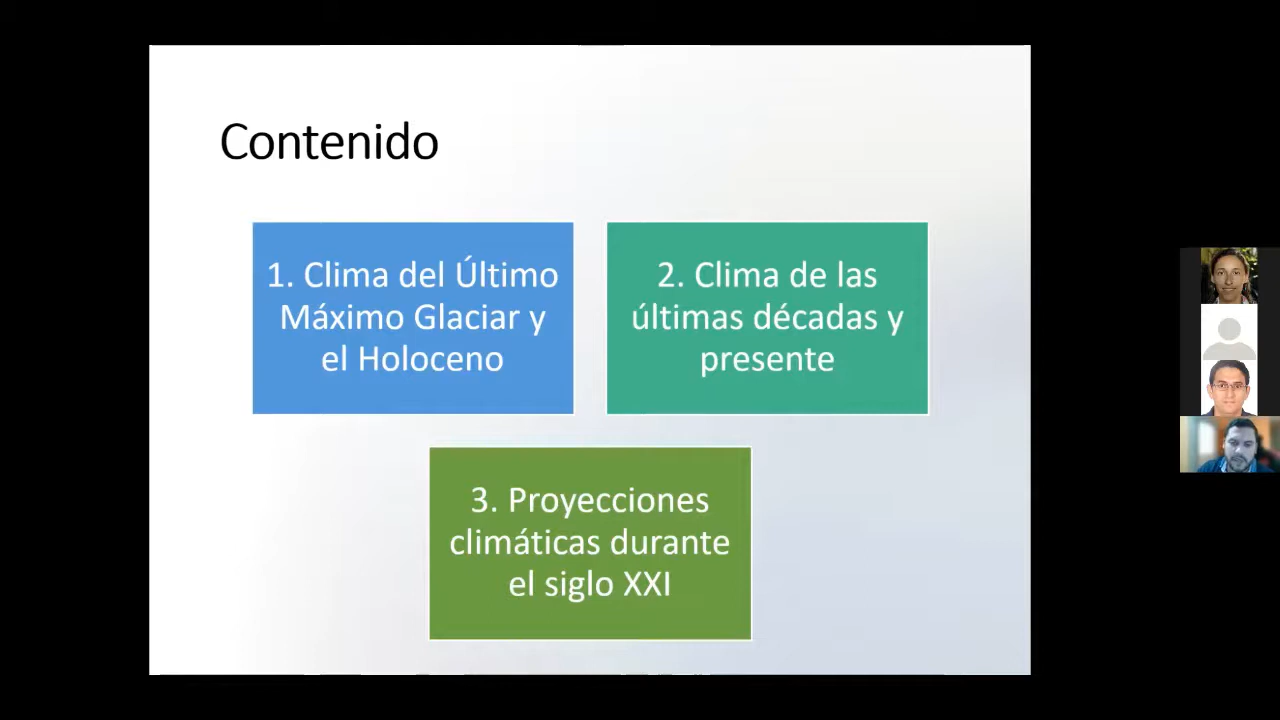 Contenido
1. Clima del Último
Máximo Glaciar y
el Holoceno
2. Clima de las
últimas décadas y
presente
3. Proyecciones
climáticas durante
el siglo XXI